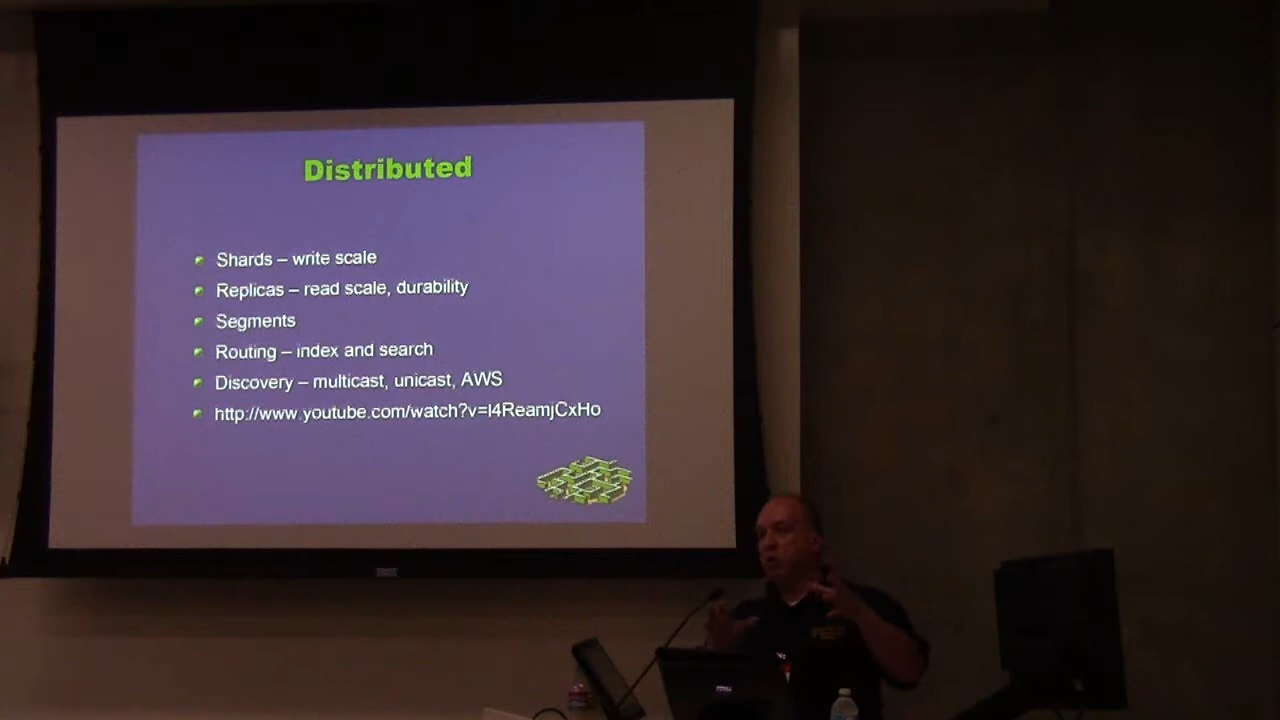 Distributed
Shards – write scale
Replicas – read scale, durability
Segments
Routing – index and search
Discovery – multicast, unicast, AWS
http://www.youtube.com/watch?v=l4ReamjCxHo